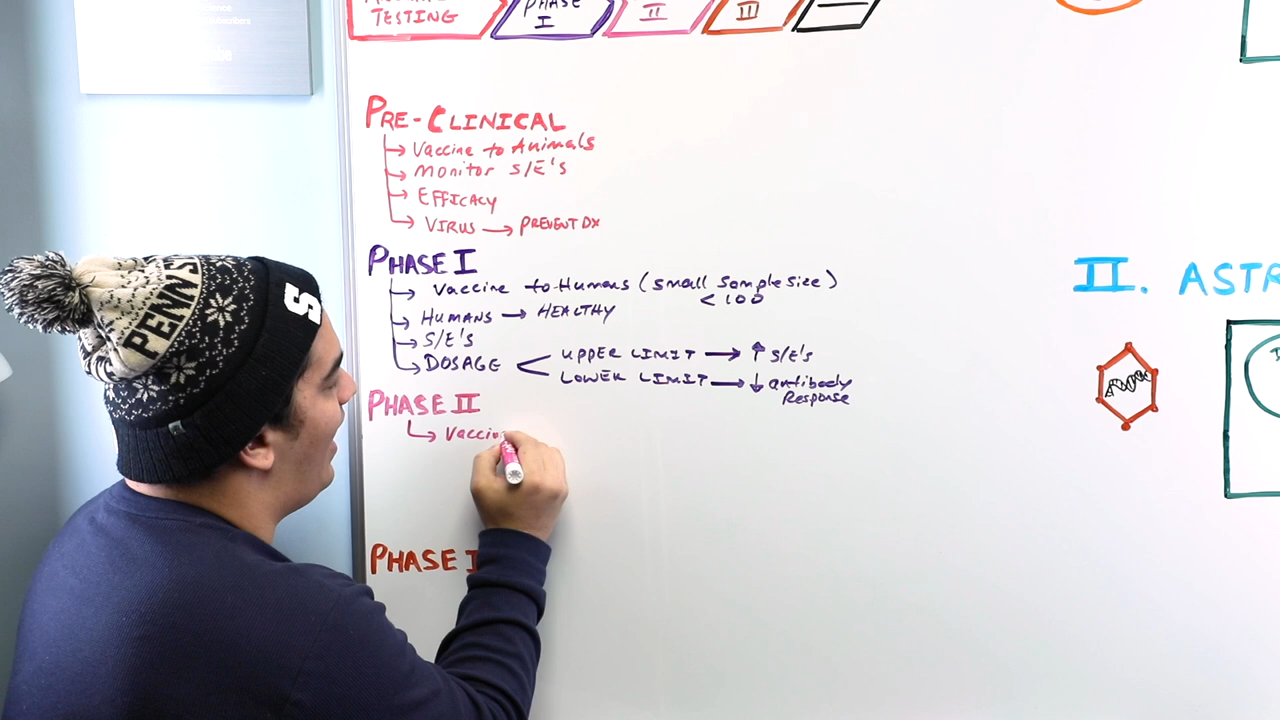 TESTING
PHASE
I
II
III
PRE-CLINICAL
Vaccine to Animals
Monitor S/E's
EFFICACY
VIRUS → PREVENT DX
PHASE I
Vaccine to Humans (small sample size)
< 100
HUMANS → HEALTHY
S/E's
DOSAGE < UPPER LIMIT → ↑ S/E's
LOWER LIMIT → ↓ antibody
Response
PHASE II
Vaccin
PHASE I
II. ASTR
PENNS
S